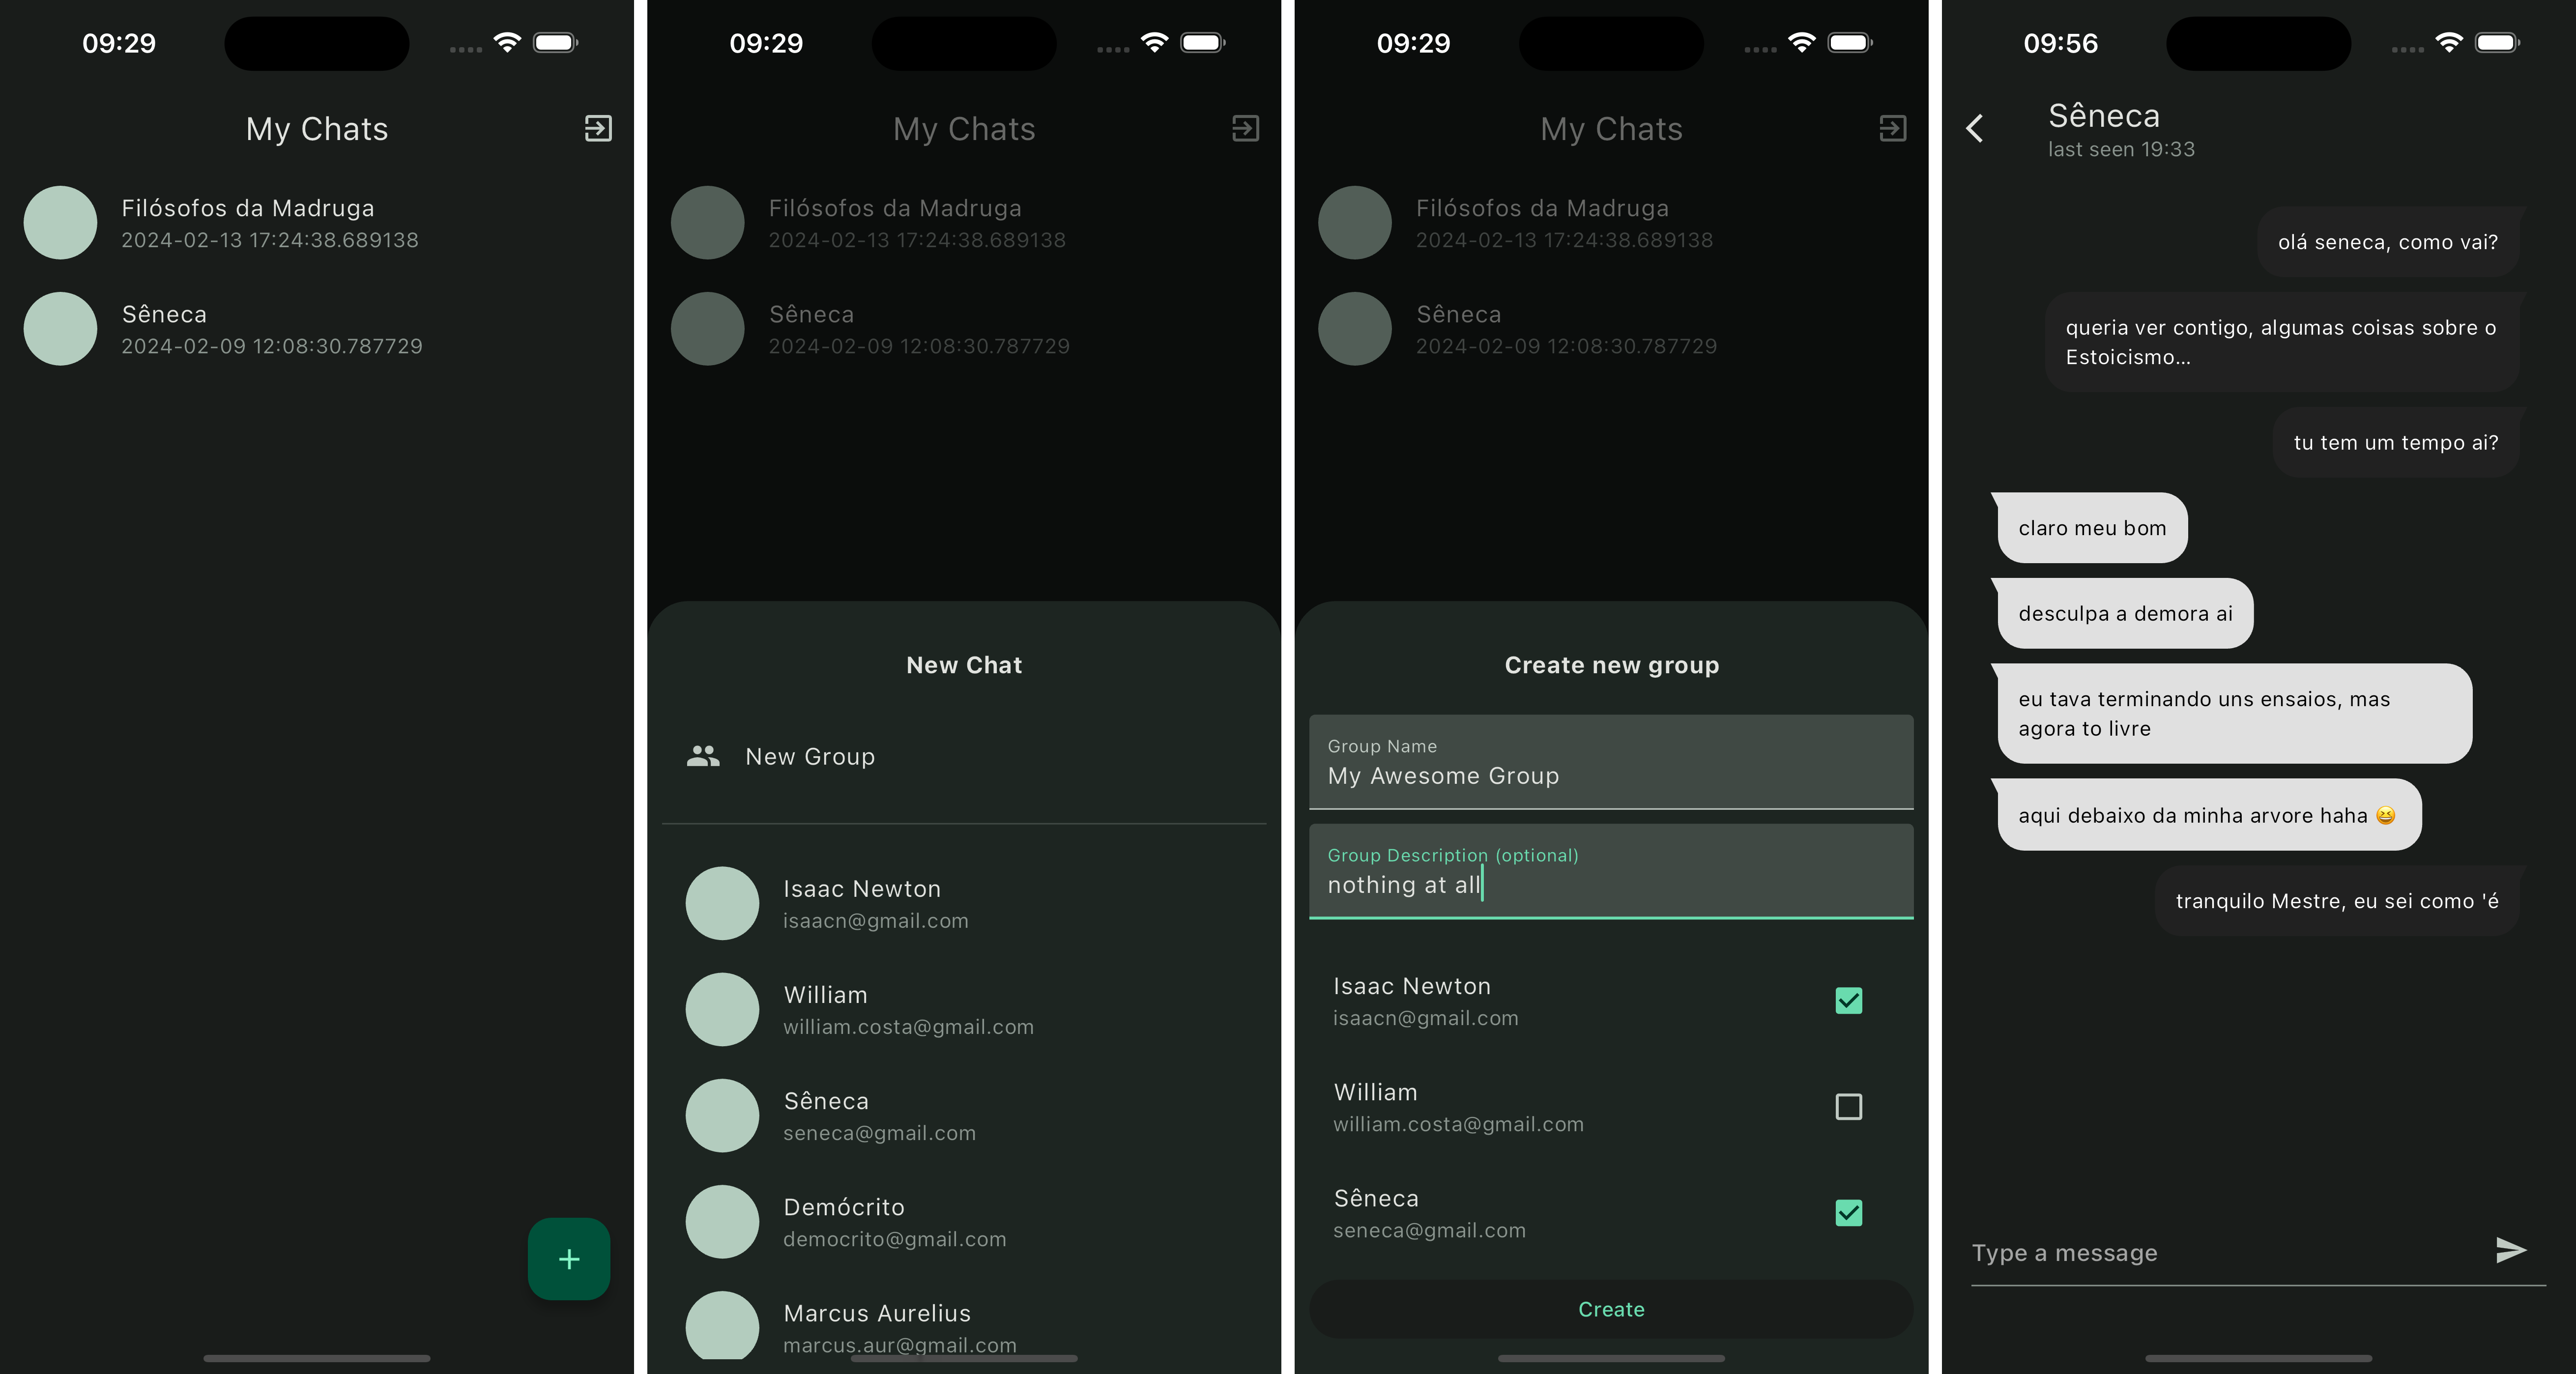 09:29
My Chats
Filósofos da Madruga
2024-02-13 17:24:38.689138
Sêneca
2024-02-09 12:08:30.787729
09:29
My Chats
Filósofos da Madruga
2024-02-13 17:24:38.689138
Sêneca
2024-02-09 12:08:30.787729
New Chat
New Group
Isaac Newton
isaacn@gmail.com
William
william.costa@gmail.com
Sêneca
seneca@gmail.com
Demócrito
democrito@gmail.com
Marcus Aurelius
marcus.aur@gmail.com
09:29
My Chats
Filósofos da Madruga
2024-02-13 17:24:38.689138
Sêneca
2024-02-09 12:08:30.787729
Create new group
Group Name
My Awesome Group
Group Description (optional)
nothing at all
Isaac Newton
isaacn@gmail.com
William
william.costa@gmail.com
Sêneca
seneca@gmail.com
Create
09:56
Sêneca
last seen 19:33
olá seneca, como vai?
queria ver contigo, algumas coisas sobre o
Estoicismo...
tu tem um tempo ai?
claro meu bom
desculpa a demora ai
eu tava terminando uns ensaios, mas
agora to livre
aqui debaixo da minha arvore haha 😆
tranquilo Mestre, eu sei como 'é
Type a message